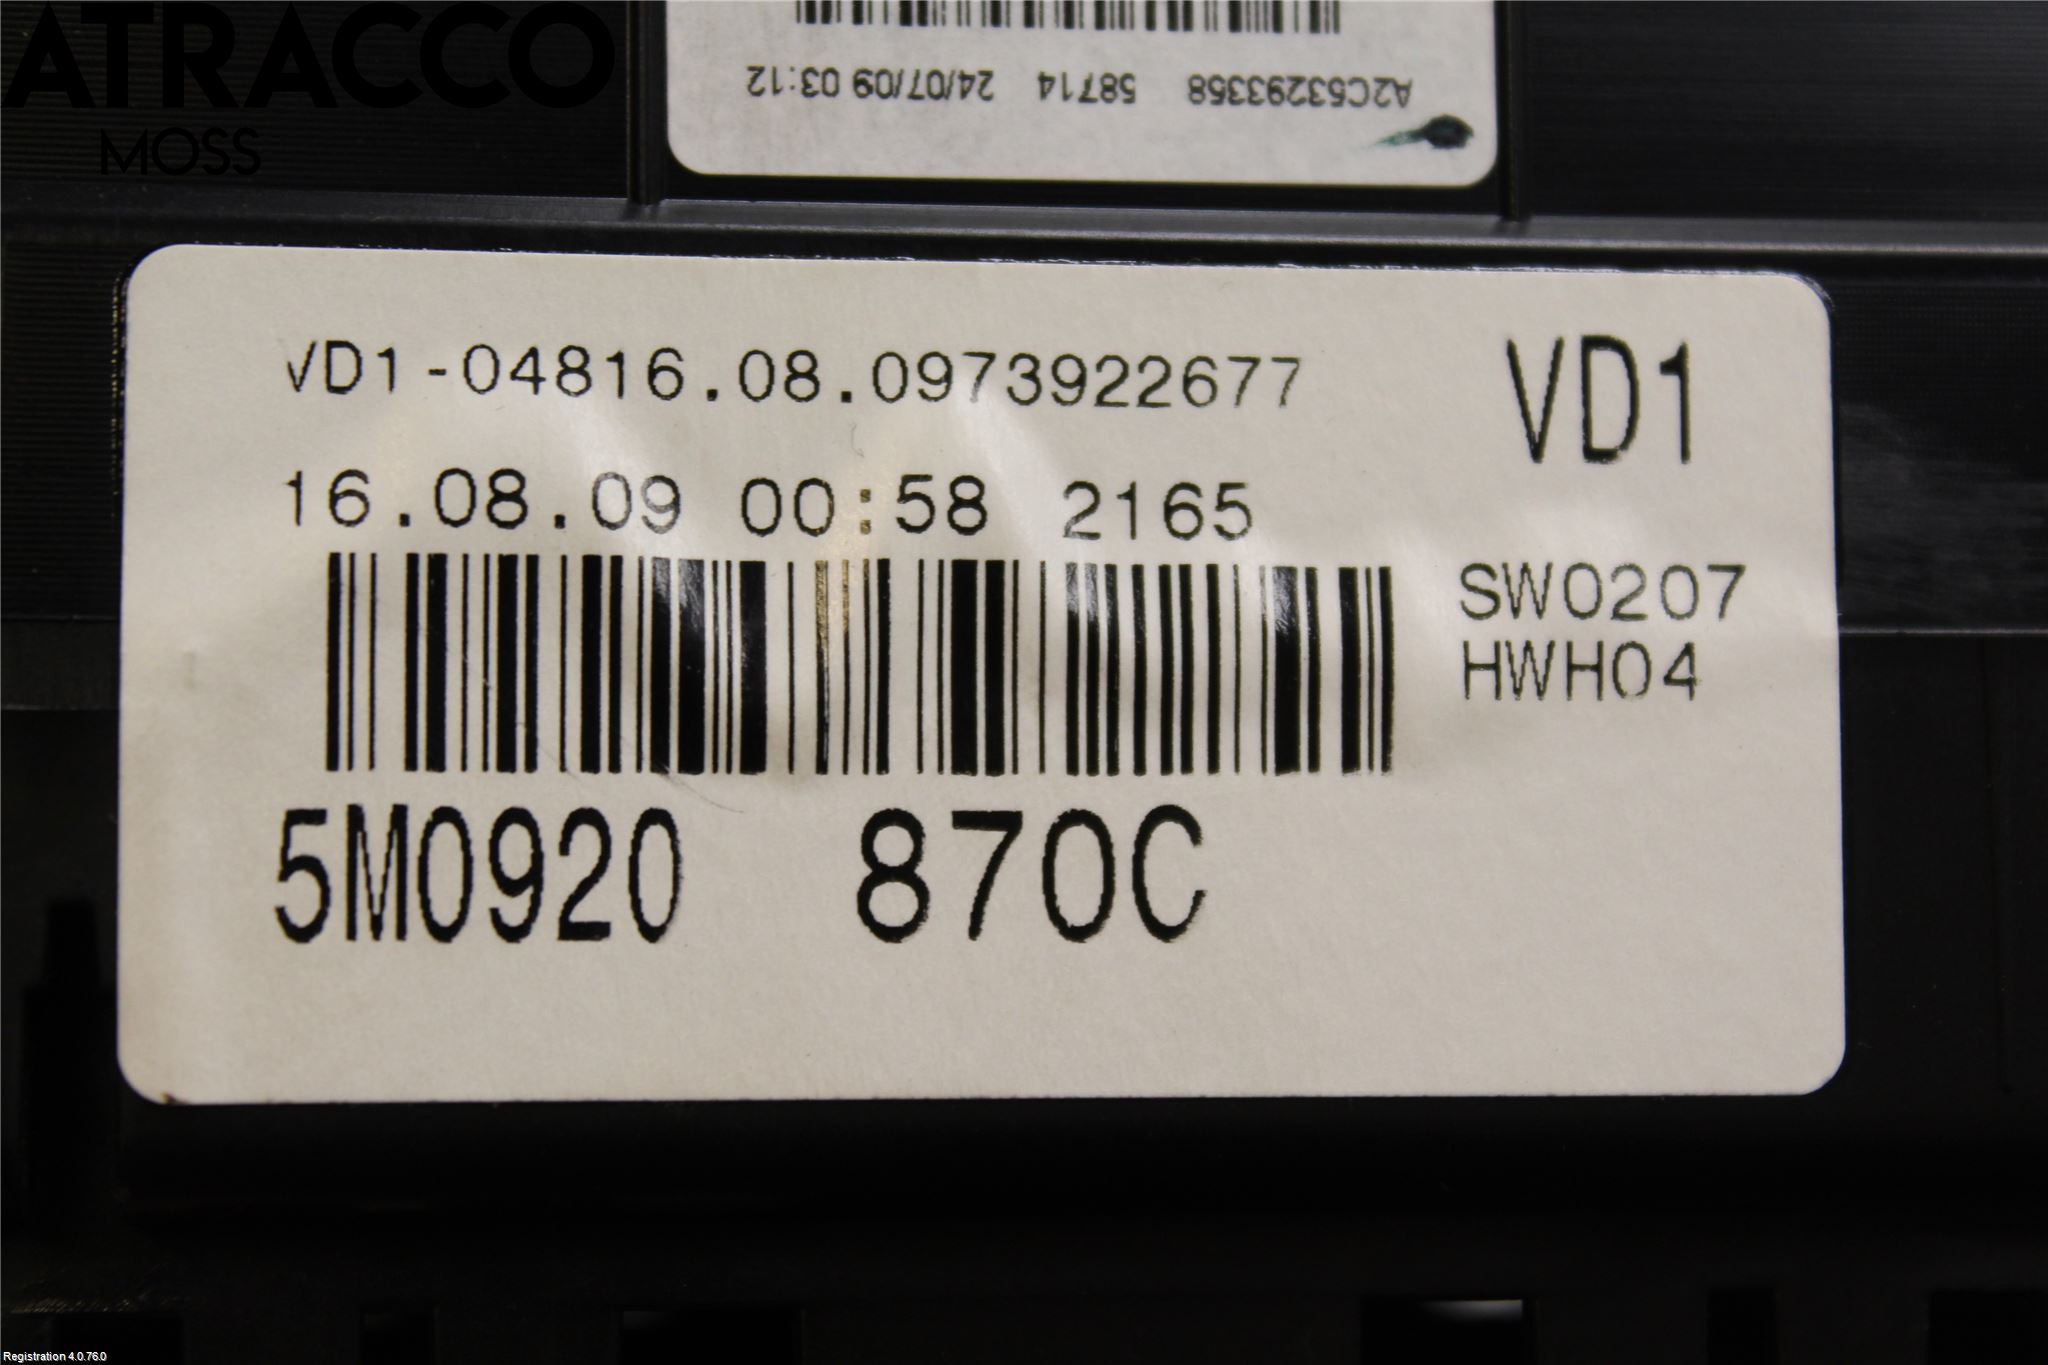 ATRACCO
MOSS
A2C53293358 58714 24/07/09 03:12
VD1-04816.08.0973922677
VD1
16.08.09 00:58 2165
SW0207
HWH04
5M0920 870C
Registration 4.0.76.0